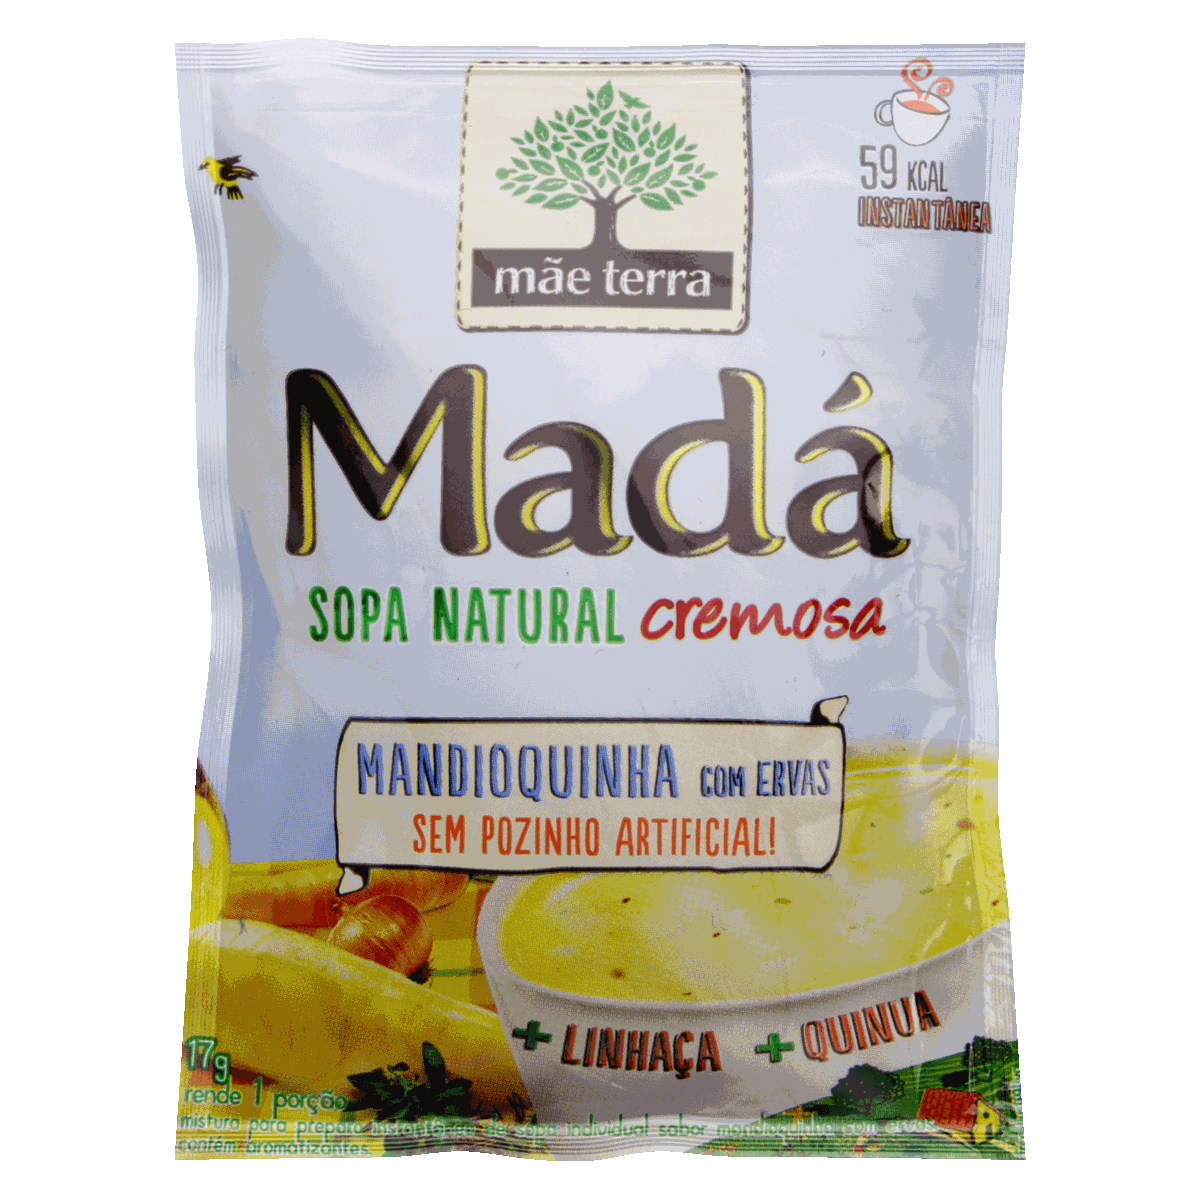 mãe terra
59 KCAL
INSTANTÂNEA
Madá
SOPA NATURAL cremosa
MANDIOQUINHA COM ERVAS
SEM POZINHO ARTIFICIAL!
+ LINHAÇA + QUINUA
17g
rende 1 porção
mistura para preparo instantâneo de sopa individual sabor mandioquinha com ervas
contém aromatizantes